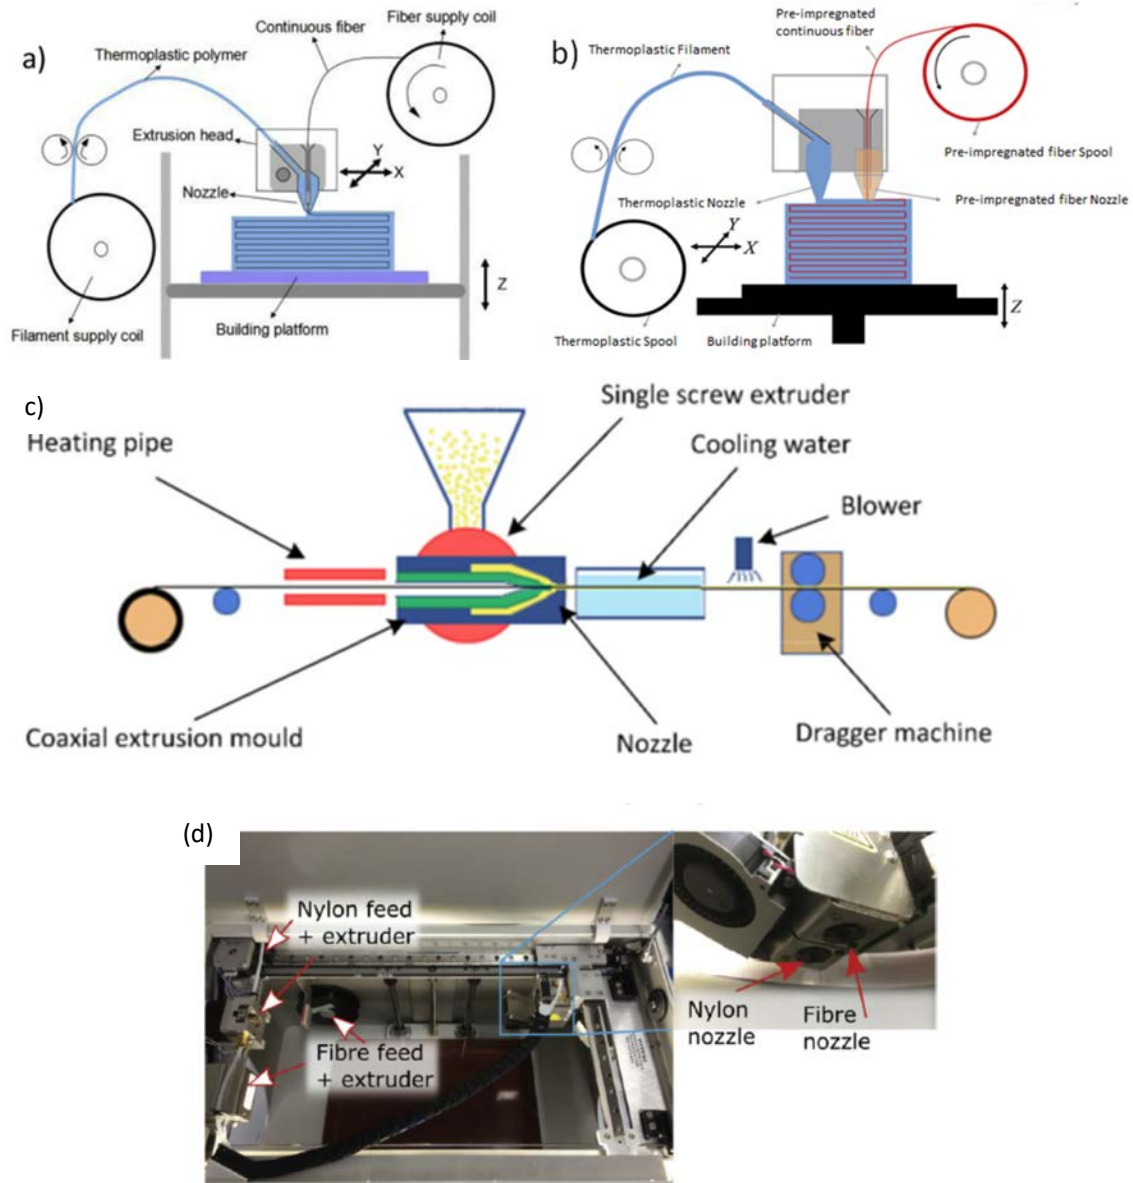 a)
Thermoplastic polymer
Continuous fiber
Fiber supply coil
Extrusion head
Y
X
Nozzle
Z
Filament supply coil
Building platform
b)
Pre-impregnated
continuous fiber
Thermoplastic Filament
Pre-impregnated fiber Spool
Thermoplastic Nozzle
Pre-impregnated fiber Nozzle
Y
X
Z
Thermoplastic Spool
Building platform
c)
Heating pipe
Single screw extruder
Cooling water
Blower
Coaxial extrusion mould
Nozzle
Dragger machine
(d)
Nylon feed
+ extruder
Fibre feed
+ extruder
Nylon
nozzle
Fibre
nozzle